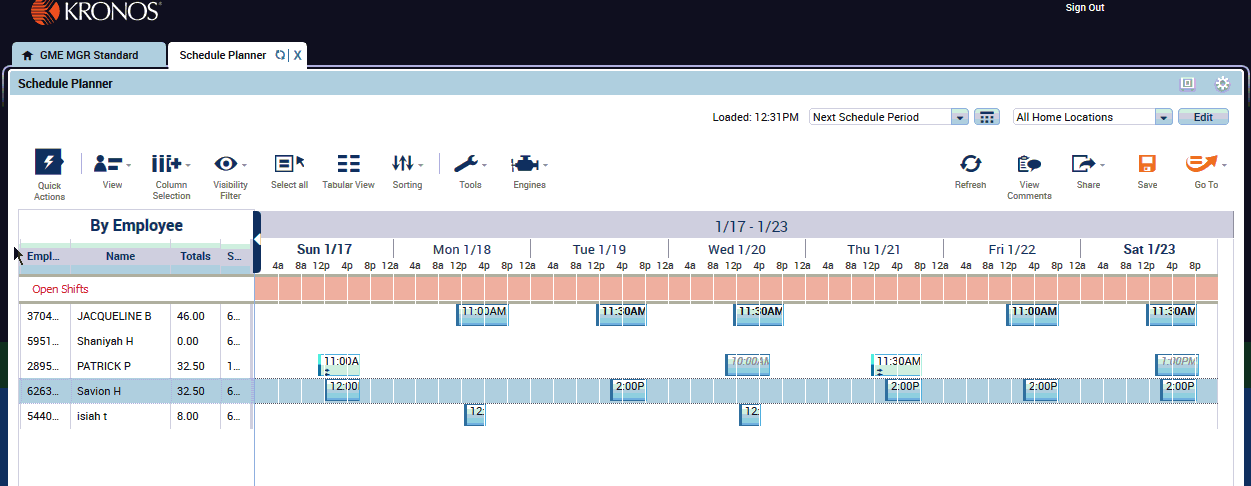 KRONOS
Sign Out
GME MGR Standard
Schedule Planner X
Schedule Planner
Loaded: 12:31PM Next Schedule Period All Home Locations Edit
Quick Actions View Column Selection Visibility Filter Select all Tabular View Sorting Tools Engines Refresh View Comments Share Save Go To
By Employee
1/17 - 1/23
Sun 1/17 Mon 1/18 Tue 1/19 Wed 1/20 Thu 1/21 Fri 1/22 Sat 1/23
Empl... Name Totals S...
4a 8a 12p 4p 8p 12a 4a 8a 12p 4p 8p 12a 4a 8a 12p 4p 8p 12a 4a 8a 12p 4p 8p 12a 4a 8a 12p 4p 8p 12a 4a 8a 12p 4p 8p 12a 4a 8a 12p 4p 8p
Open Shifts
3704... JACQUELINE B 46.00 6... 11:00AM 11:30AM 11:30AM 11:00AM 11:30AM
5951... Shaniyah H 0.00 6...
2895... PATRICK P 32.50 1... 11:00A 10:00AM 11:30AM 1:00PM
6263... Savion H 32.50 6... 12:00 2:00P 2:00P 2:00P 2:00P
5440... isiah t 8.00 6... 12: 12: